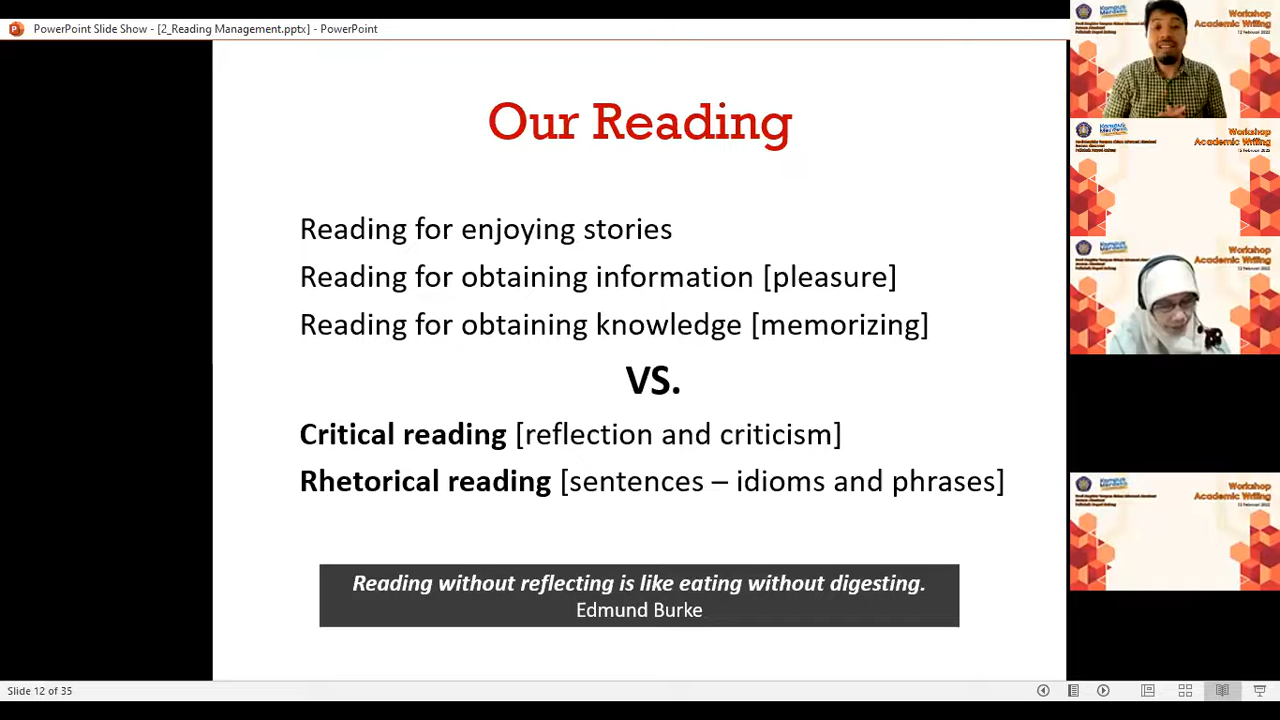 PowerPoint Slide Show - [2_Reading Management.pptx] - PowerPoint
Our Reading
Reading for enjoying stories
Reading for obtaining information [pleasure]
Reading for obtaining knowledge [memorizing]
VS.
Critical reading [reflection and criticism]
Rhetorical reading [sentences – idioms and phrases]
Reading without reflecting is like eating without digesting.
Edmund Burke
Slide 12 of 35
Workshop
Academic Writing
Workshop
Academic Writing
Workshop
Academic Writing
Workshop
Academic Writing